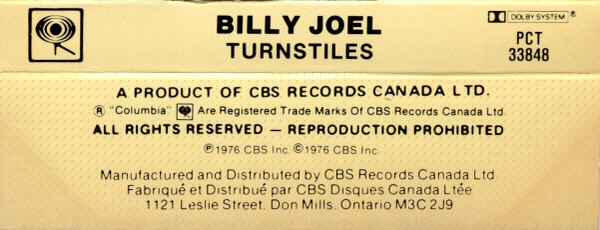 BILLY JOEL
TURNSTILES
DOLBY SYSTEM ®
PCT
33848
A PRODUCT OF CBS RECORDS CANADA LTD.
® "Columbia" Are Registered Trade Marks Of CBS Records Canada Ltd.
ALL RIGHTS RESERVED — REPRODUCTION PROHIBITED
℗ 1976 CBS Inc. © 1976 CBS Inc.
Manufactured and Distributed by CBS Records Canada Ltd
Fabriqué et Distribué par CBS Disques Canada Ltée
1121 Leslie Street, Don Mills, Ontario M3C 2J9